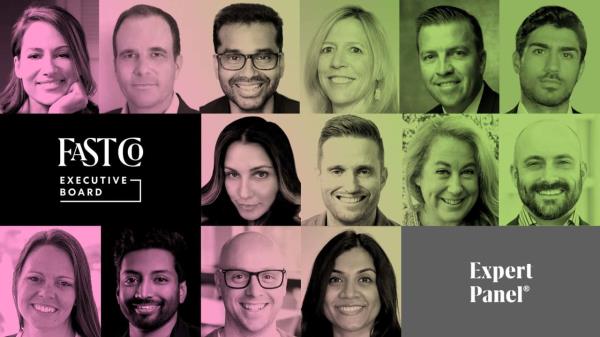 FAST CO
EXECUTIVE
BOARD
Expert
Panel®